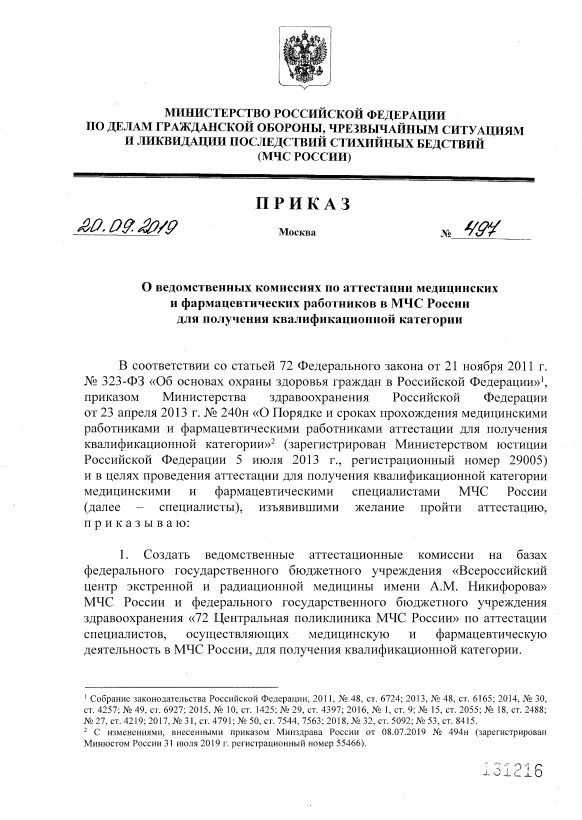 МИНИСТЕРСТВО РОССИЙСКОЙ ФЕДЕРАЦИИ
ПО ДЕЛАМ ГРАЖДАНСКОЙ ОБОРОНЫ, ЧРЕЗВЫЧАЙНЫМ СИТУАЦИЯМ
И ЛИКВИДАЦИИ ПОСЛЕДСТВИЙ СТИХИЙНЫХ БЕДСТВИЙ
(МЧС РОССИИ)
ПРИКАЗ
20.09.2019 Москва № 497
О ведомственных комиссиях по аттестации медицинских
и фармацевтических работников в МЧС России
для получения квалификационной категории
В соответствии со статьей 72 Федерального закона от 21 ноября 2011 г.
№ 323-ФЗ «Об основах охраны здоровья граждан в Российской Федерации»¹,
приказом Министерства здравоохранения Российской Федерации
от 23 апреля 2013 г. № 240н «О Порядке и сроках прохождения медицинскими
работниками и фармацевтическими работниками аттестации для получения
квалификационной категории»² (зарегистрирован Министерством юстиции
Российской Федерации 5 июля 2013 г., регистрационный номер 29005)
и в целях проведения аттестации для получения квалификационной категории
медицинскими и фармацевтическими специалистами МЧС России
(далее – специалисты), изъявившими желание пройти аттестацию,
п р и к а з ы в а ю:
1. Создать ведомственные аттестационные комиссии на базах
федерального государственного бюджетного учреждения «Всероссийский
центр экстренной и радиационной медицины имени А.М. Никифорова»
МЧС России и федерального государственного бюджетного учреждения
здравоохранения «72 Центральная поликлиника МЧС России» по аттестации
специалистов, осуществляющих медицинскую и фармацевтическую
деятельность в МЧС России, для получения квалификационной категории.
¹ Собрание законодательства Российской Федерации, 2011, № 48, ст. 6724; 2013, № 48, ст. 6165; 2014, № 30,
ст. 4257; № 49, ст. 6927; 2015, № 10, ст. 1425; № 29, ст. 4397; 2016, № 1, ст. 9; № 15, ст. 2055; № 18, ст. 2488;
№ 27, ст. 4219; 2017, № 31, ст. 4791; № 50, ст. 7544, 7563; 2018, № 32, ст. 5092; № 53, ст. 8415.
² С изменениями, внесенными приказом Минздрава России от 08.07.2019 № 494н (зарегистрирован
Минюстом России 31 июля 2019 г. регистрационный номер 55466).
131216